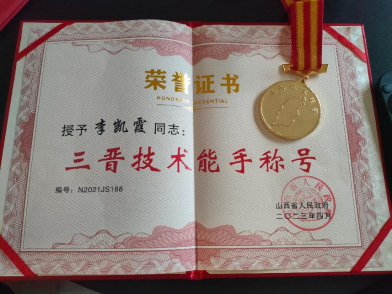 荣誉证书
HONORARY CREDENTIAL
授予 李凯霞 同志：
三晋技术能手称号
编号：N2021JS188
山西省人民政府
二〇二三年四月